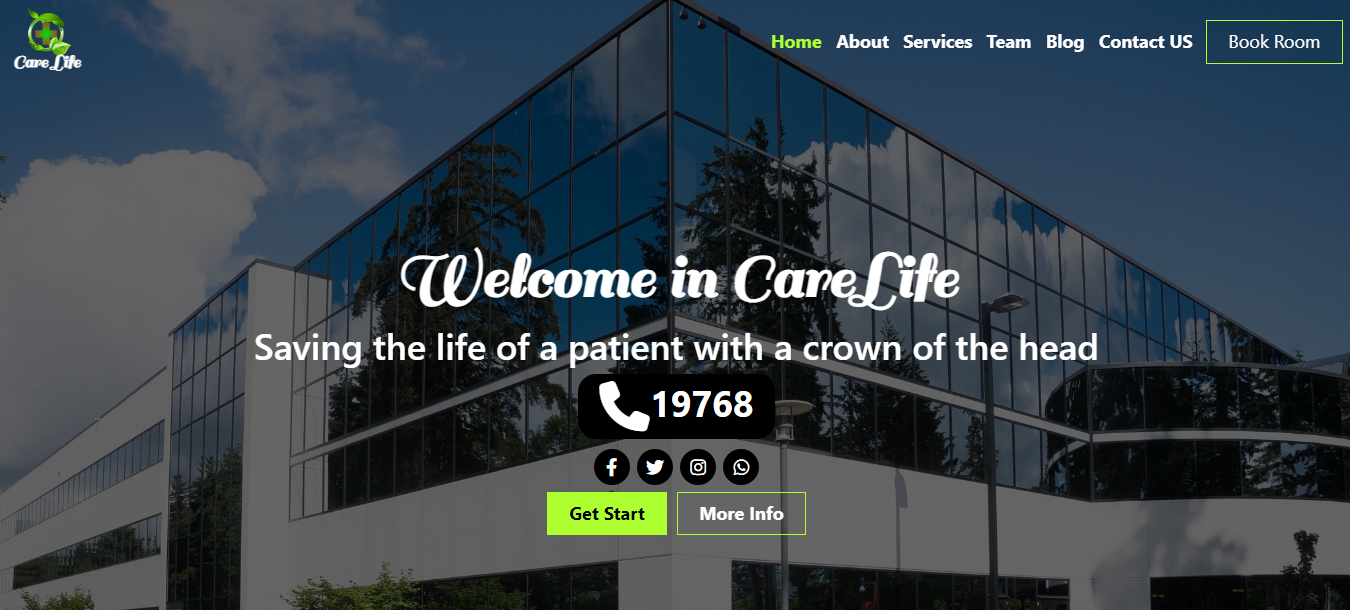 Care Life
Home About Services Team Blog Contact US Book Room
Welcome in CareLife
Saving the life of a patient with a crown of the head
19768
Get Start More Info